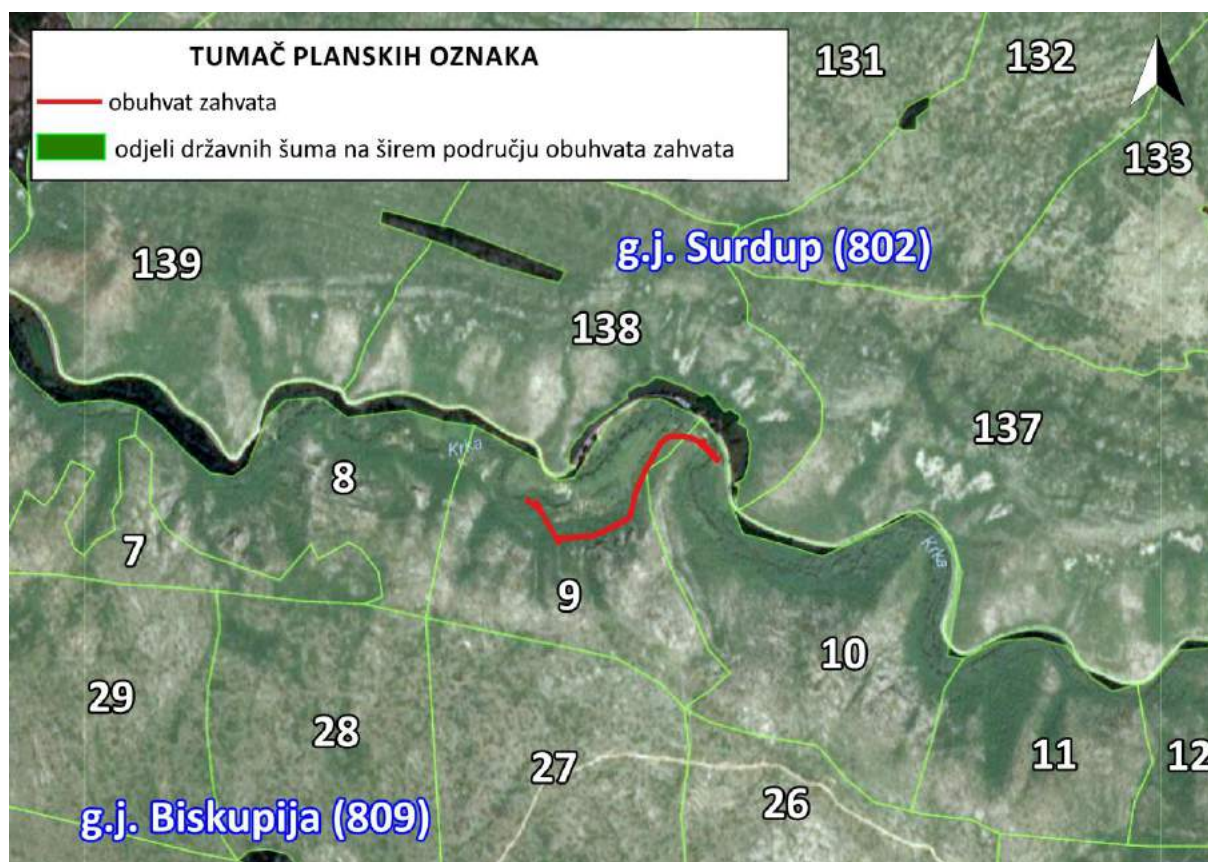 TUMAČ PLANSKIH OZNAKA
obuhvat zahvata
odjeli državnih šuma na širem području obuhvata zahvata
131
132
133
139
g.j. Surdup (802)
138
137
Krka
8
7
Krka
9
10
29
28
27
26
11
12
g.j. Biskupija (809)